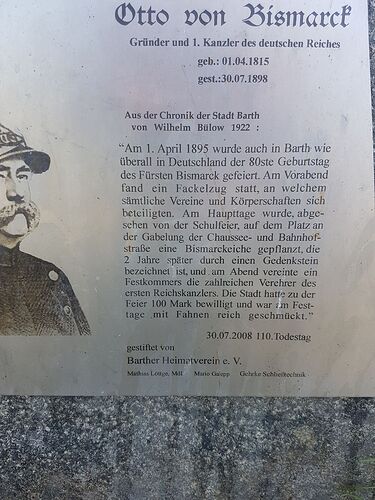 Otto von Bismarck
Gründer und 1. Kanzler des deutschen Reiches
geb.: 01.04.1815
gest.:30.07.1898
Aus der Chronik der Stadt Barth
von Wilhelm Bülow 1922 :
"Am 1. April 1895 wurde auch in Barth wie
überall in Deutschland der 80ste Geburtstag
des Fürsten Bismarck gefeiert. Am Vorabend
fand ein Fackelzug statt, an welchem
sämtliche Vereine und Körperschaften sich
beteiligten. Am Hauptage wurde, abge-
sehen von der Schulfeier, auf dem Platz an
der Gabelung der Chaussee- und Bahnhof-
straße eine Bismarckeiche gepflanzt, die
2 Jahre später durch einen Gedenkstein
bezeichnet ist, und am Abend vereinte ein
Festkommers die zahlreichen Verehrer des
ersten Reichskanzlers. Die Stadt hatte zu der
Feier 100 Mark bewilligt und war am Fest-
tage mit Fahnen reich geschmückt."
30.07.2008 110.Todestag
gestiftet von
Barther Heimatverein e. V.
Mathias Löttge, MdL Mario Galepp Gehrke Schließtechnik